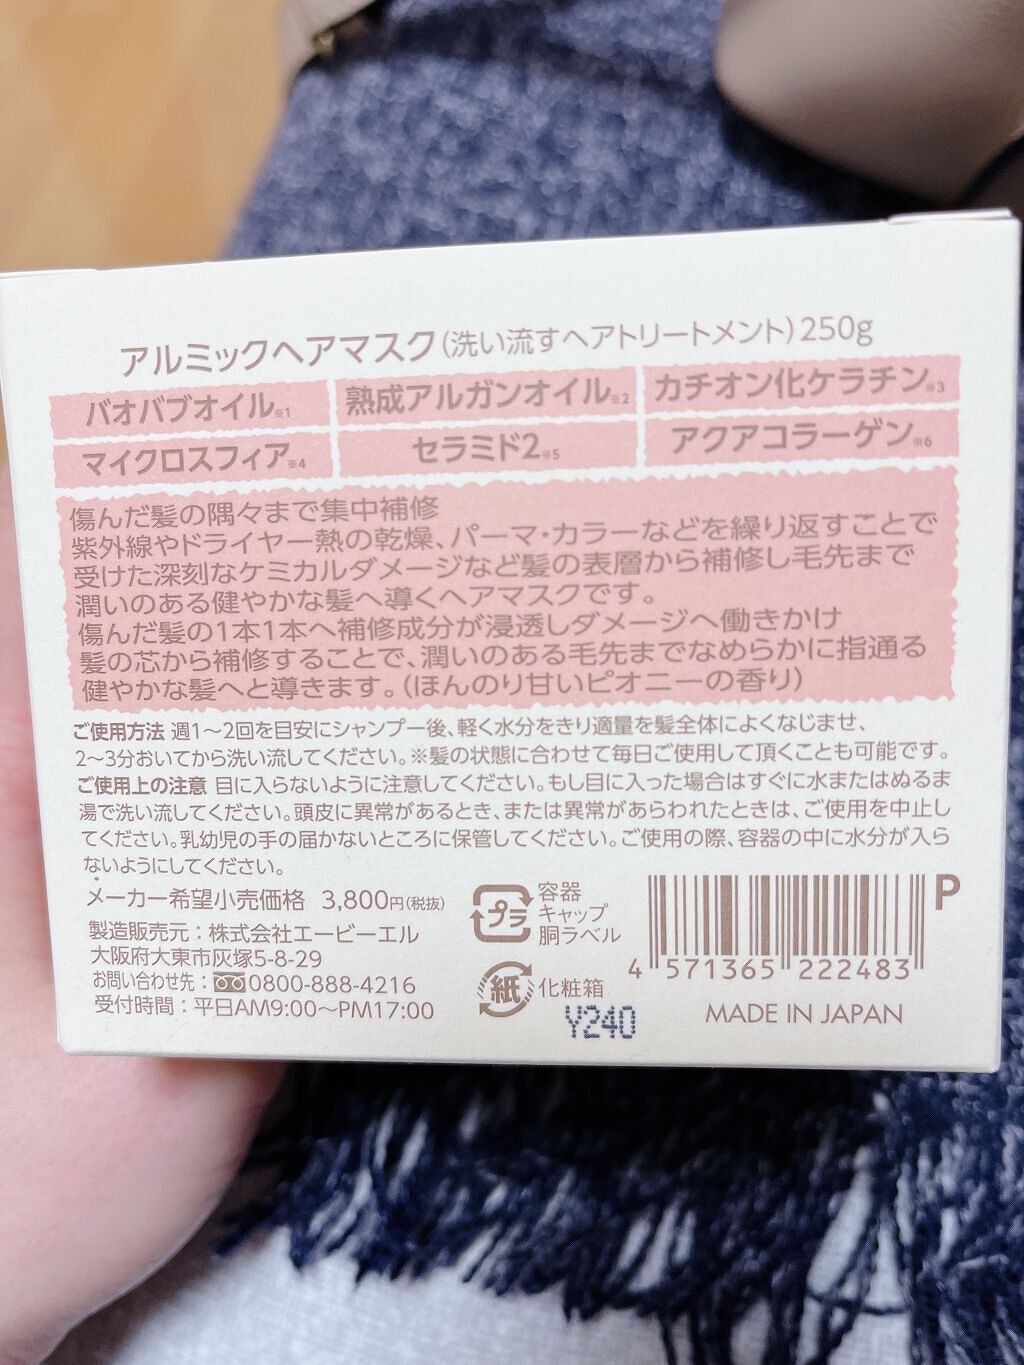 アルミックヘアマスク(洗い流すヘアトリートメント)250g
バオバブオイル※1 熟成アルガンオイル※2 カチオン化ケラチン※3
マイクロスフィア※4 セラミド2※5 アクアコラーゲン※6
傷んだ髪の隅々まで集中補修
紫外線やドライヤー熱の乾燥、パーマ・カラーなどを繰り返すことで
受けた深刻なケミカルダメージなど髪の表層から補修し毛先まで
潤いのある健やかな髪へ導くヘアマスクです。
傷んだ髪の1本1本へ補修成分が浸透しダメージへ働きかけ
髪の芯から補修することで、潤いのある毛先までなめらかに指通る
健やかな髪へと導きます。(ほんのり甘いピオニーの香り)
ご使用方法 週1~2回を目安にシャンプー後、軽く水分をきり適量を髪全体によくなじませ、
2~3分おいてから洗い流してください。※髪の状態に合わせて毎日ご使用して頂くことも可能です。
ご使用上の注意 目に入らないように注意してください。もし目に入った場合はすぐに水またはぬるま
湯で洗い流してください。頭皮に異常があるとき、または異常があらわれたときは、ご使用を中止し
てください。乳幼児の手の届かないところに保管してください。ご使用の際、容器の中に水分が入ら
ないようにしてください。
メーカー希望小売価格 3,800円(税抜)
製造販売元:株式会社エービーエル
大阪府大東市灰塚5-8-29
お問い合わせ先:0800-888-4216
受付時間:平日AM9:00~PM17:00
プラ
容器
キャップ
胴ラベル
紙 化粧箱
Y240
P
4 571365 222483
MADE IN JAPAN